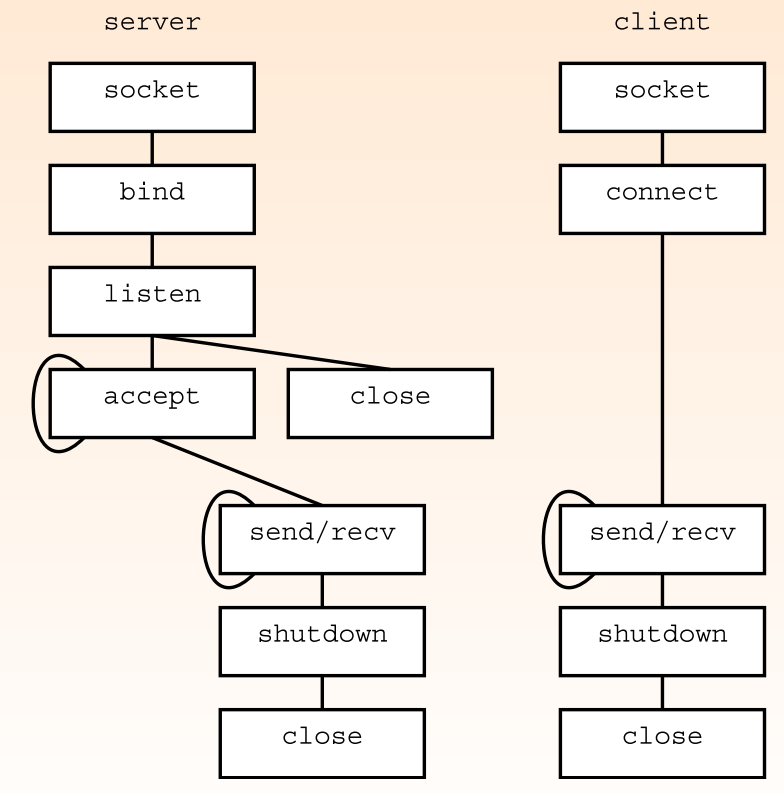 server
client
socket
socket
bind
connect
listen
accept
close
send/recv
send/recv
shutdown
shutdown
close
close